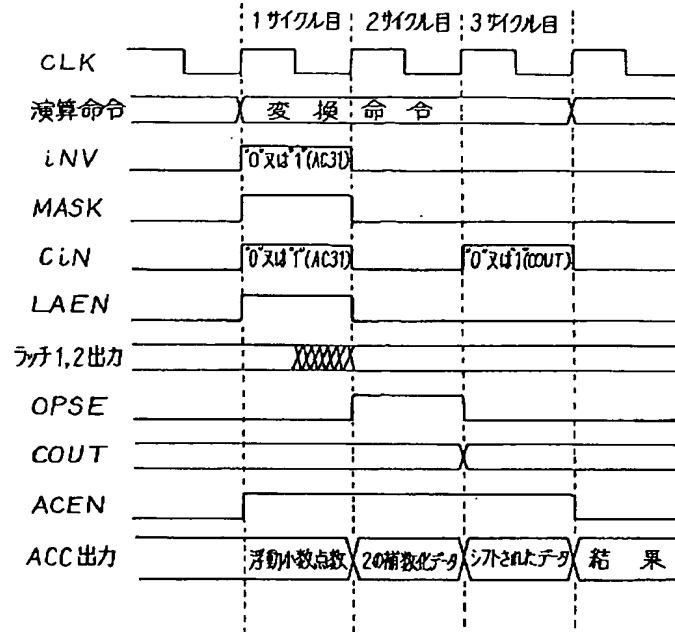 1サイクル目 2サイクル目 3サイクル目
CLK
演算命令 変換命令
iNV "0"又は"1"(AC31)
MASK
CiN "0"又は"1"(AC31) "0"又は"1"(COUT)
LAEN
ラッチ1,2出力
OPSE
COUT
ACEN
ACC出力 浮動小数点数 2の補数化データ シフトされたデータ 結果